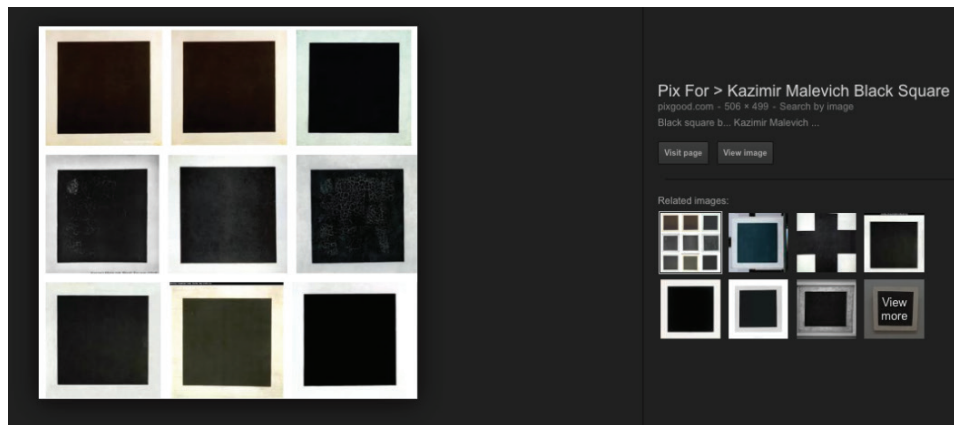 Pix For > Kazimir Malevich Black Square
pixgood.com - 506 × 499 - Search by image
Black square b... Kazimir Malevich ...
Visit page
View image
Related images:
View
more